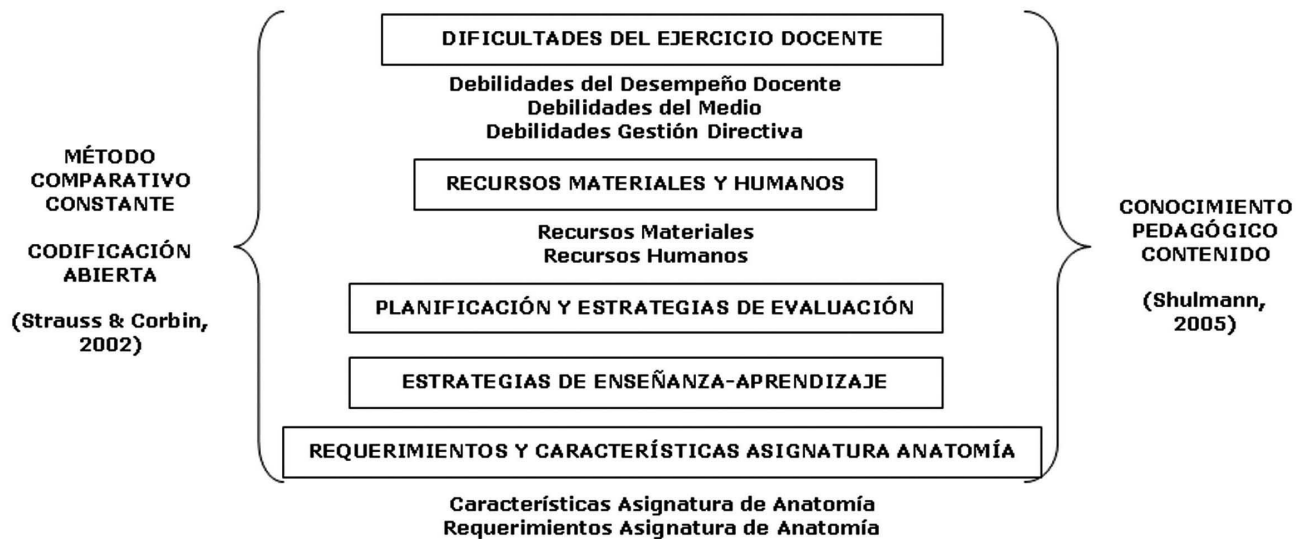 MÉTODO
COMPARATIVO
CONSTANTE
CODIFICACIÓN
ABIERTA
(Strauss & Corbin,
2002)
DIFICULTADES DEL EJERCICIO DOCENTE
Debilidades del Desempeño Docente
Debilidades del Medio
Debilidades Gestión Directiva
RECURSOS MATERIALES Y HUMANOS
Recursos Materiales
Recursos Humanos
PLANIFICACIÓN Y ESTRATEGIAS DE EVALUACIÓN
ESTRATEGIAS DE ENSEÑANZA-APRENDIZAJE
REQUERIMIENTOS Y CARACTERÍSTICAS ASIGNATURA ANATOMÍA
Características Asignatura de Anatomía
Requerimientos Asignatura de Anatomía
CONOCIMIENTO
PEDAGÓGICO
CONTENIDO
(Shulmann,
2005)